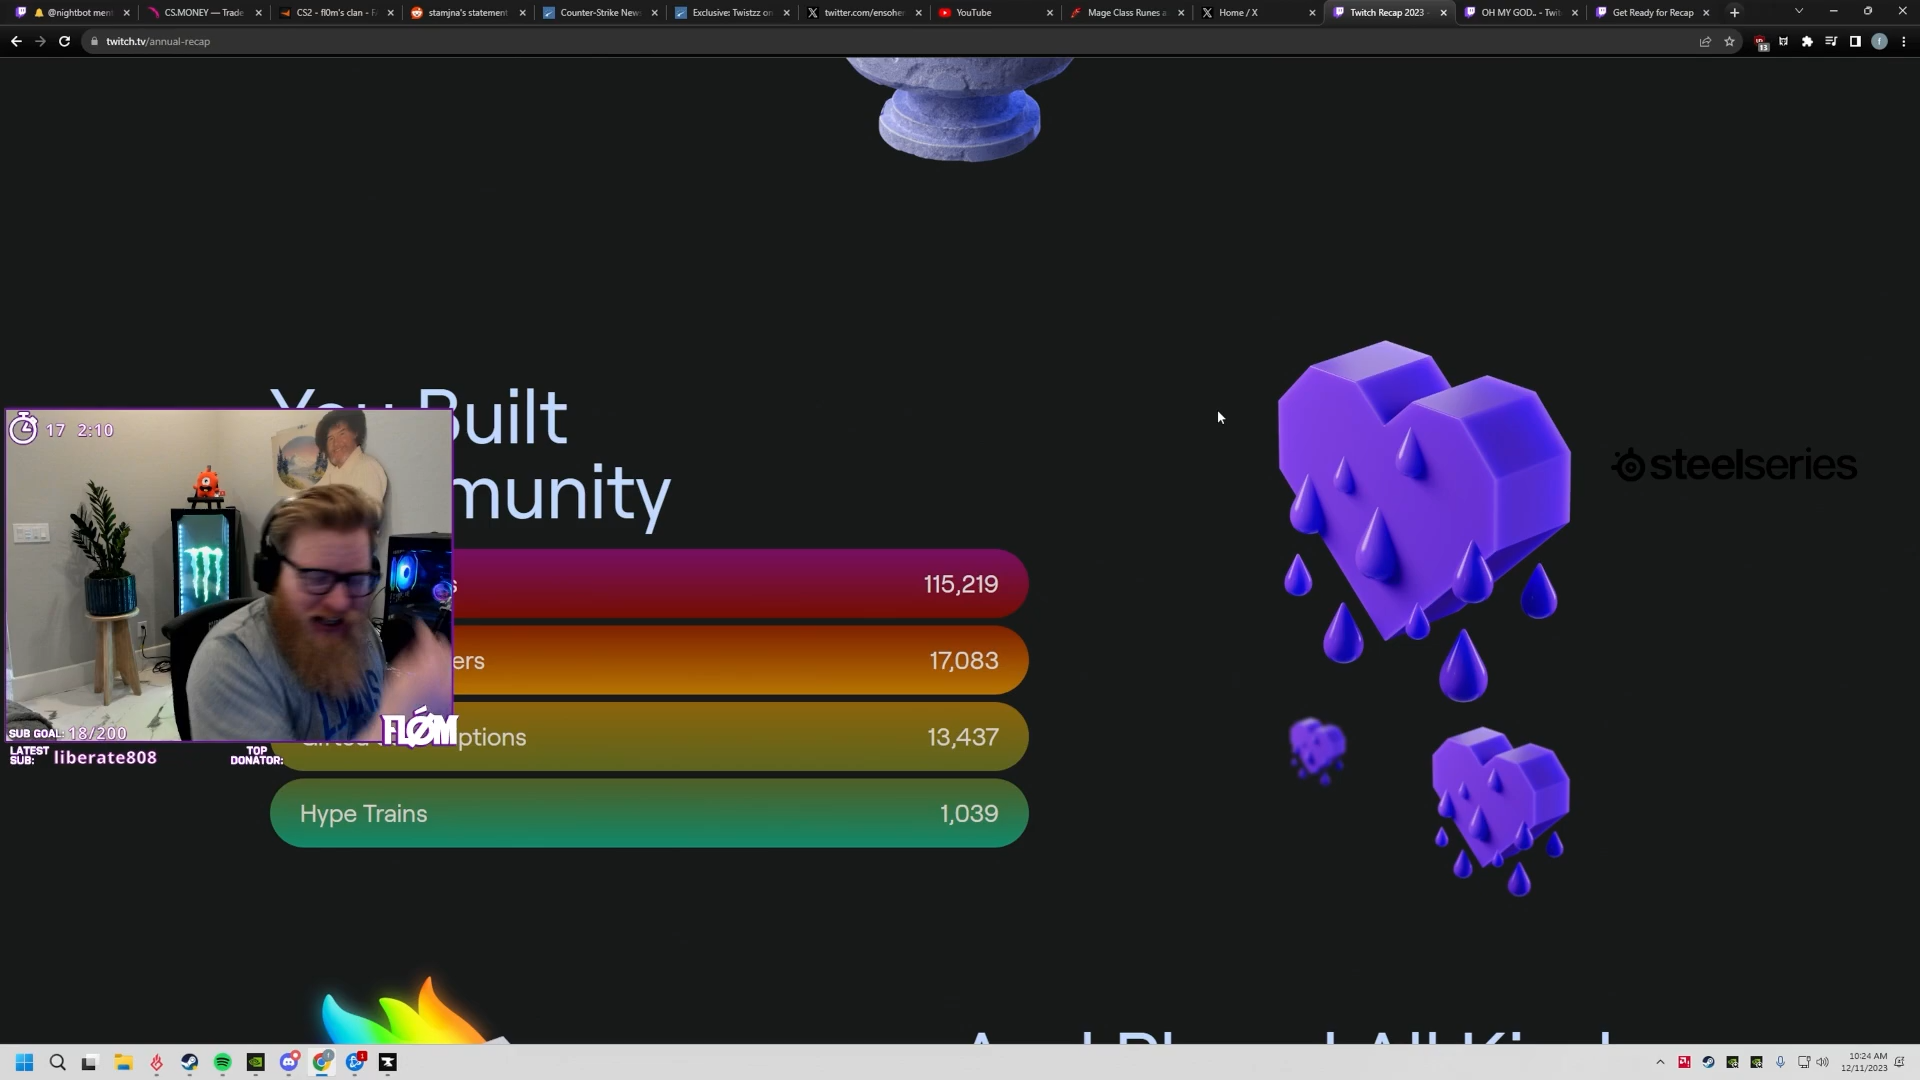 @nightbot men
CS.MONEY — Trade
CS2 - fl0m's clan - F
stamjna's statement
Counter-Strike New
Exclusive: Twistzz on
twitter.com/ensoher
YouTube
Mage Class Runes a
Home / X
Twitch Recap 2023 -
OH MY GOD.. - Twit
Get Ready for Recap
twitch.tv/annual-recap
13
You Built
munity
steelseries
17 2:10
s 115,219
ers 17,083
ptions 13,437
Hype Trains 1,039
SUB GOAL: 18/200
FLØM
LATEST SUB: liberate808
TOP DONATOR:
10:24 AM
12/11/2023